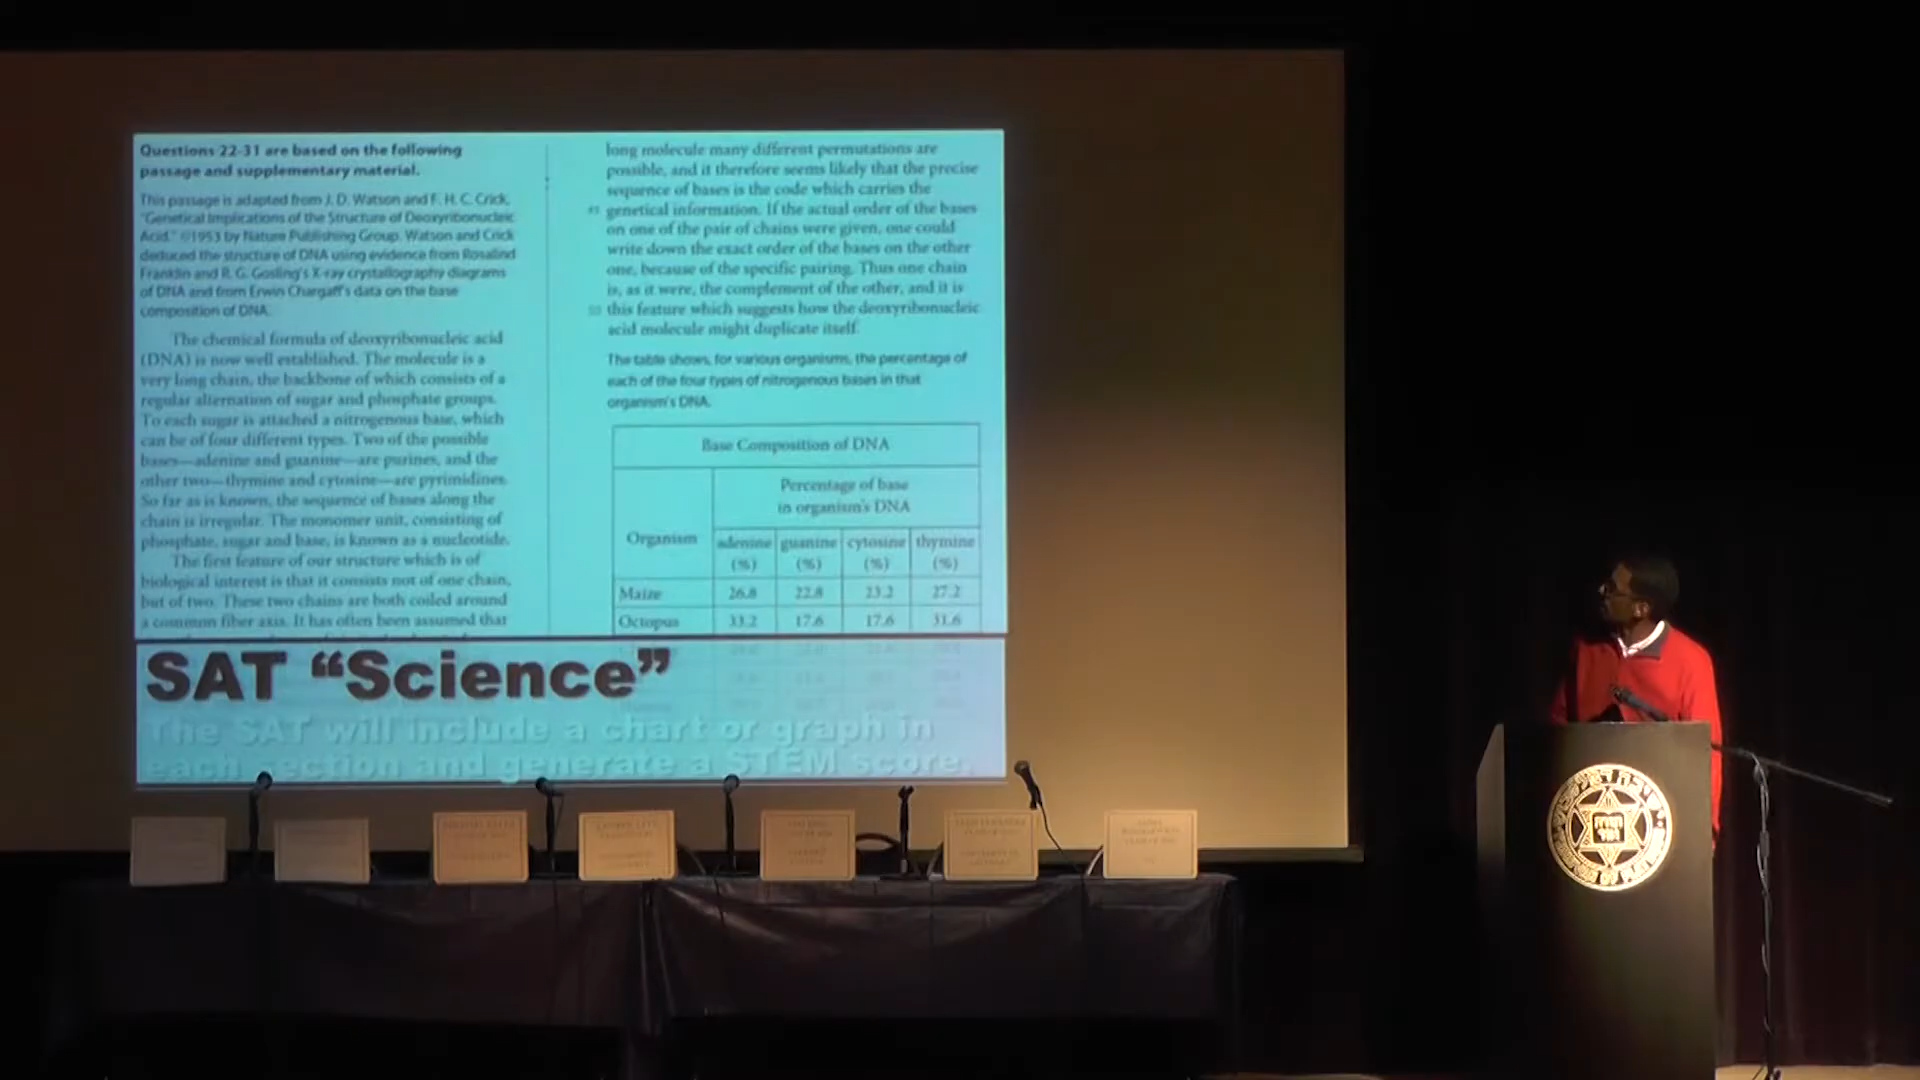 Questions 22-31 are based on the following
passage and supplementary material.
This passage is adapted from J. D. Watson and F. H. C. Crick,
"Genetical Implications of the Structure of Deoxyribonucleic
Acid." ©1953 by Nature Publishing Group. Watson and Crick
deduced the structure of DNA using evidence from Rosalind
Franklin and R. G. Gosling's X-ray crystallography diagrams
of DNA and from Erwin Chargaff's data on the base
composition of DNA.
The chemical formula of deoxyribonucleic acid
(DNA) is now well established. The molecule is a
very long chain, the backbone of which consists of a
regular alternation of sugar and phosphate groups.
To each sugar is attached a nitrogenous base, which
can be of four different types. Two of the possible
bases—adenine and guanine—are purines, and the
other two—thymine and cytosine—are pyrimidines.
So far as is known, the sequence of bases along the
chain is irregular. The monomer unit, consisting of
phosphate, sugar and base, is known as a nucleotide.
The first feature of our structure which is of
biological interest is that it consists not of one chain,
but of two. These two chains are both coiled around
a common fiber axis. It has often been assumed that
long molecule many different permutations are
possible, and it therefore seems likely that the precise
sequence of bases is the code which carries the
45 genetical information. If the actual order of the bases
on one of the pair of chains were given, one could
write down the exact order of the bases on the other
one, because of the specific pairing. Thus one chain
is, as it were, the complement of the other, and it is
50 this feature which suggests how the deoxyribonucleic
acid molecule might duplicate itself.
The table shows, for various organisms, the percentage of
each of the four types of nitrogenous bases in that
organism's DNA.
Base Composition of DNA
Percentage of base
in organism's DNA
Organism
adenine guanine cytosine thymine
(%) (%) (%) (%)
Maize 26.8 22.8 23.2 27.2
Octopus 33.2 17.6 17.6 31.6
SAT “Science”
The SAT will include a chart or graph in
each section and generate a STEM score.